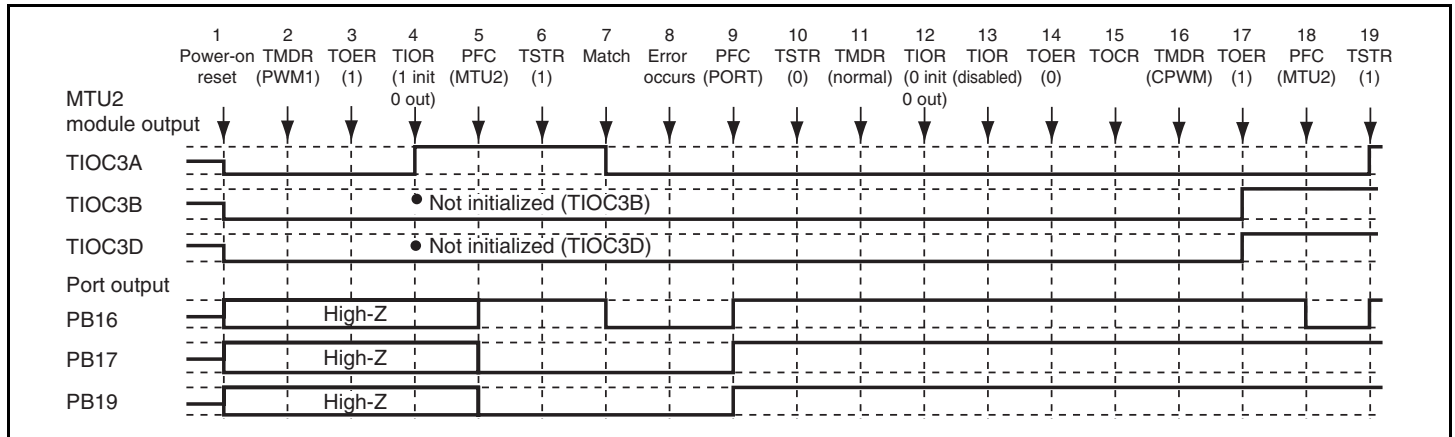 1 2 3 4 5 6 7 8 9 10 11 12 13 14 15 16 17 18 19
Power-on TMDR TOER TIOR PFC TSTR Match Error PFC TSTR TMDR TIOR TIOR TOER TOCR TMDR TOER PFC TSTR
reset (PWM1) (1) (1 init (MTU2) (1) occurs (PORT) (0) (normal) (0 init (disabled) (0) (CPWM) (1) (MTU2) (1)
MTU2 0 out) 0 out)
module output
TIOC3A
TIOC3B • Not initialized (TIOC3B)
TIOC3D • Not initialized (TIOC3D)
Port output
PB16 High-Z
PB17 High-Z
PB19 High-Z